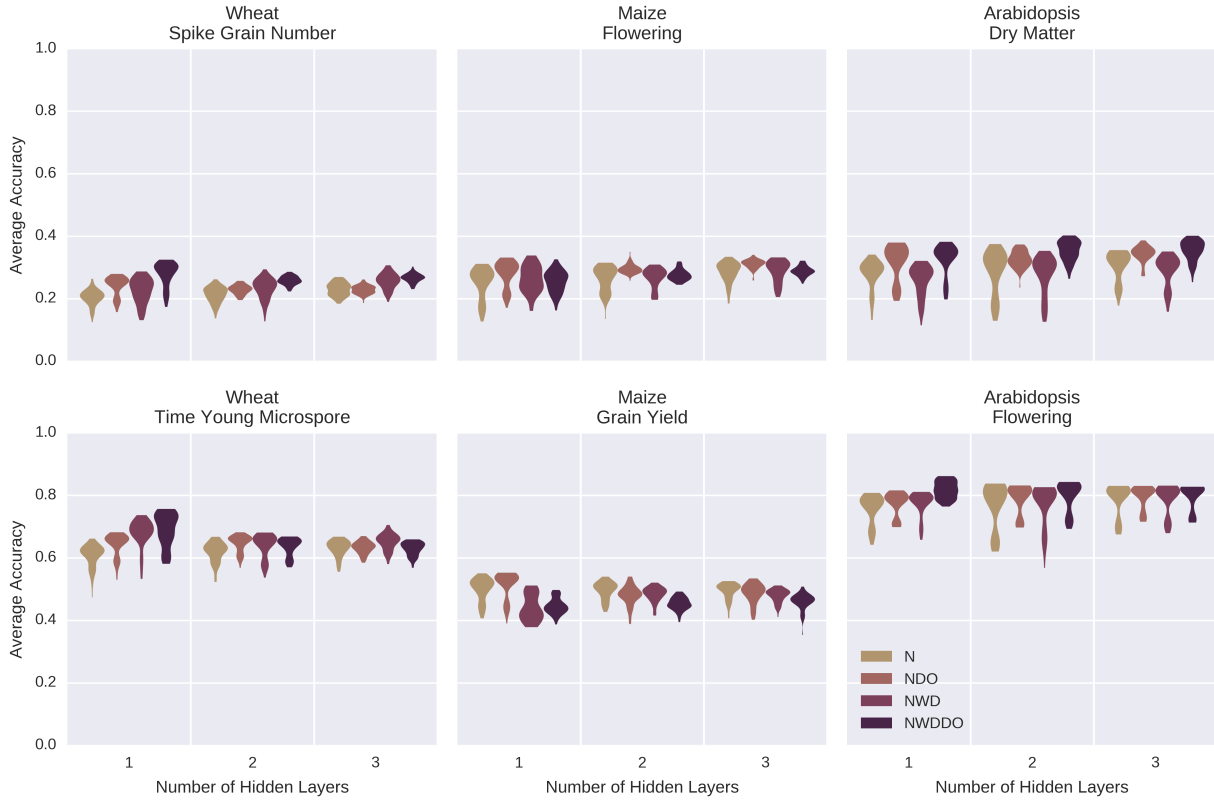 Wheat
Spike Grain Number
Maize
Flowering
Arabidopsis
Dry Matter
Average Accuracy
1.0
0.8
0.6
0.4
0.2
0.0
Wheat
Time Young Microspore
Maize
Grain Yield
Arabidopsis
Flowering
Average Accuracy
1.0
0.8
0.6
0.4
0.2
0.0
N
NDO
NWD
NWDDO
1 2 3
1 2 3
1 2 3
Number of Hidden Layers
Number of Hidden Layers
Number of Hidden Layers